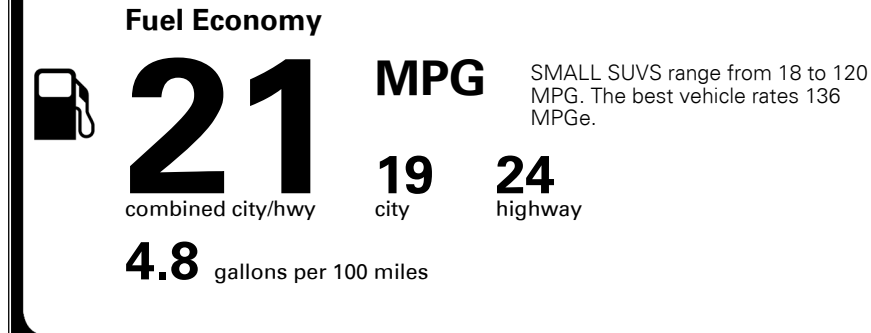 Fuel Economy
21 MPG
SMALL SUVS range from 18 to 120
MPG. The best vehicle rates 136
MPGe.
combined city/hwy
19
city
24
highway
4.8 gallons per 100 miles